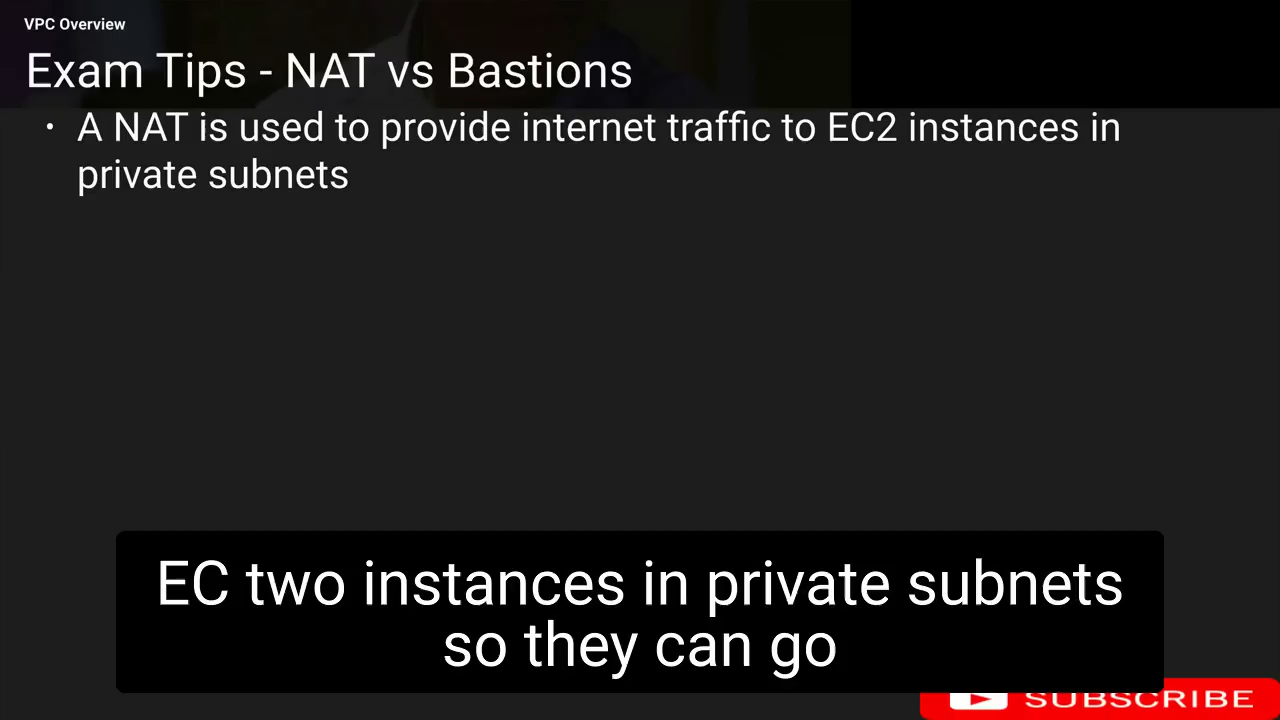 VPC Overview
Exam Tips - NAT vs Bastions
• A NAT is used to provide internet traffic to EC2 instances in
private subnets
EC two instances in private subnets
so they can go
SUBSCRIBE